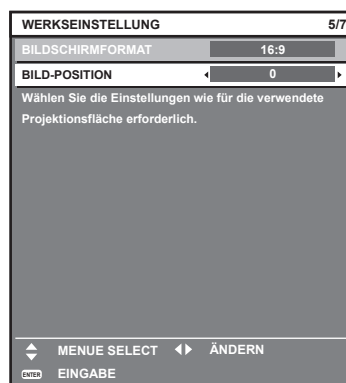 WERKSEINSTELLUNG 5/7
BILDSCHIRMFORMAT 16:9
BILD-POSITION 0
Wählen Sie die Einstellungen wie für die verwendete
Projektionsfläche erforderlich.
MENUE SELECT ÄNDERN
ENTER EINGABE